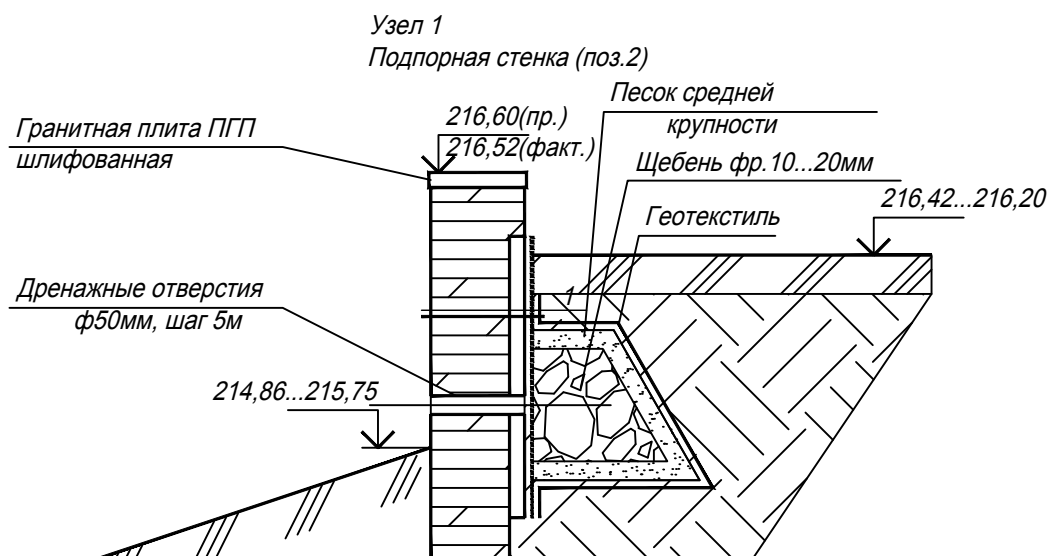 Узел 1
Подпорная стенка (поз.2)
Песок средней
крупности
216,60(пр.)
216,52(факт.)
Гранитная плита ПГП
шлифованная
Щебень фр.10...20мм
216,42...216,20
Геотекстиль
Дренажные отверстия
ф50мм, шаг 5м
1
214,86...215,75